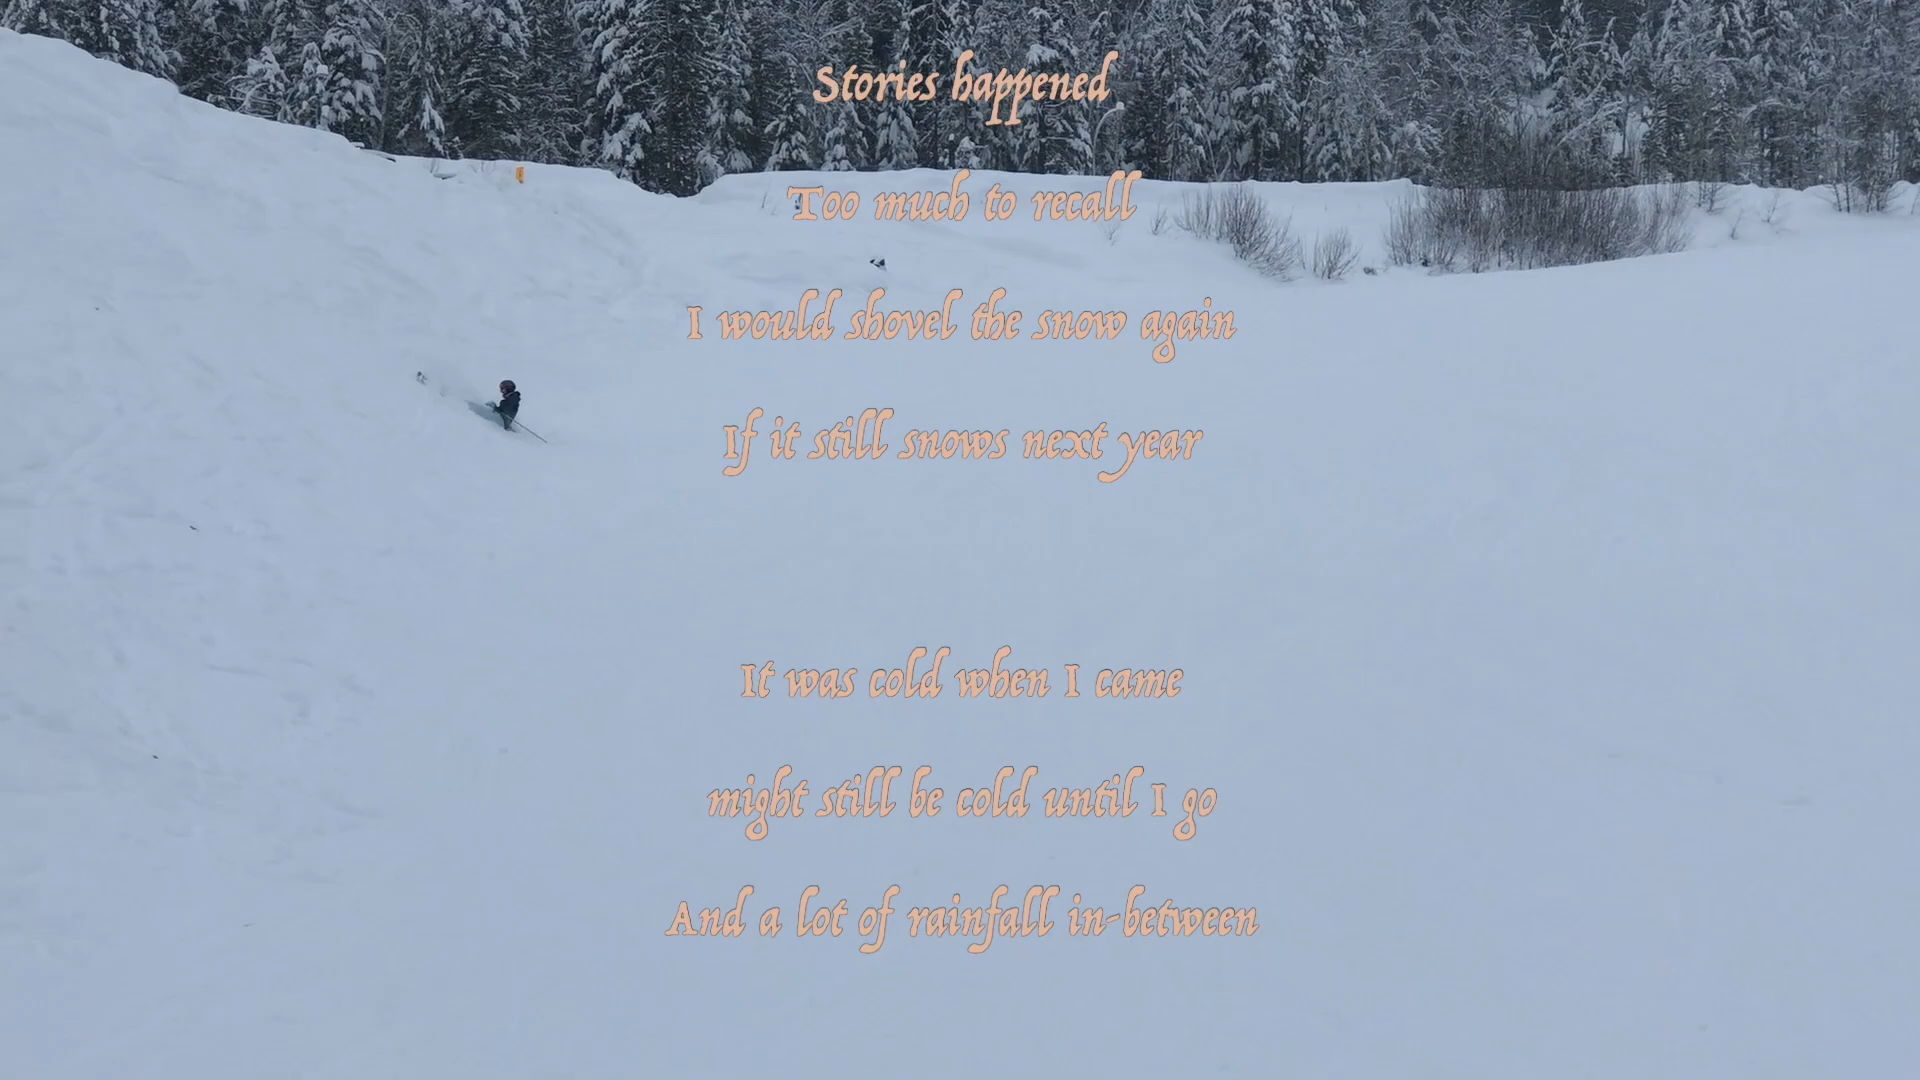 Stories happened
Too much to recall
I would shovel the snow again
If it still snows next year
It was cold when I came
might still be cold until I go
And a lot of rainfall in-between